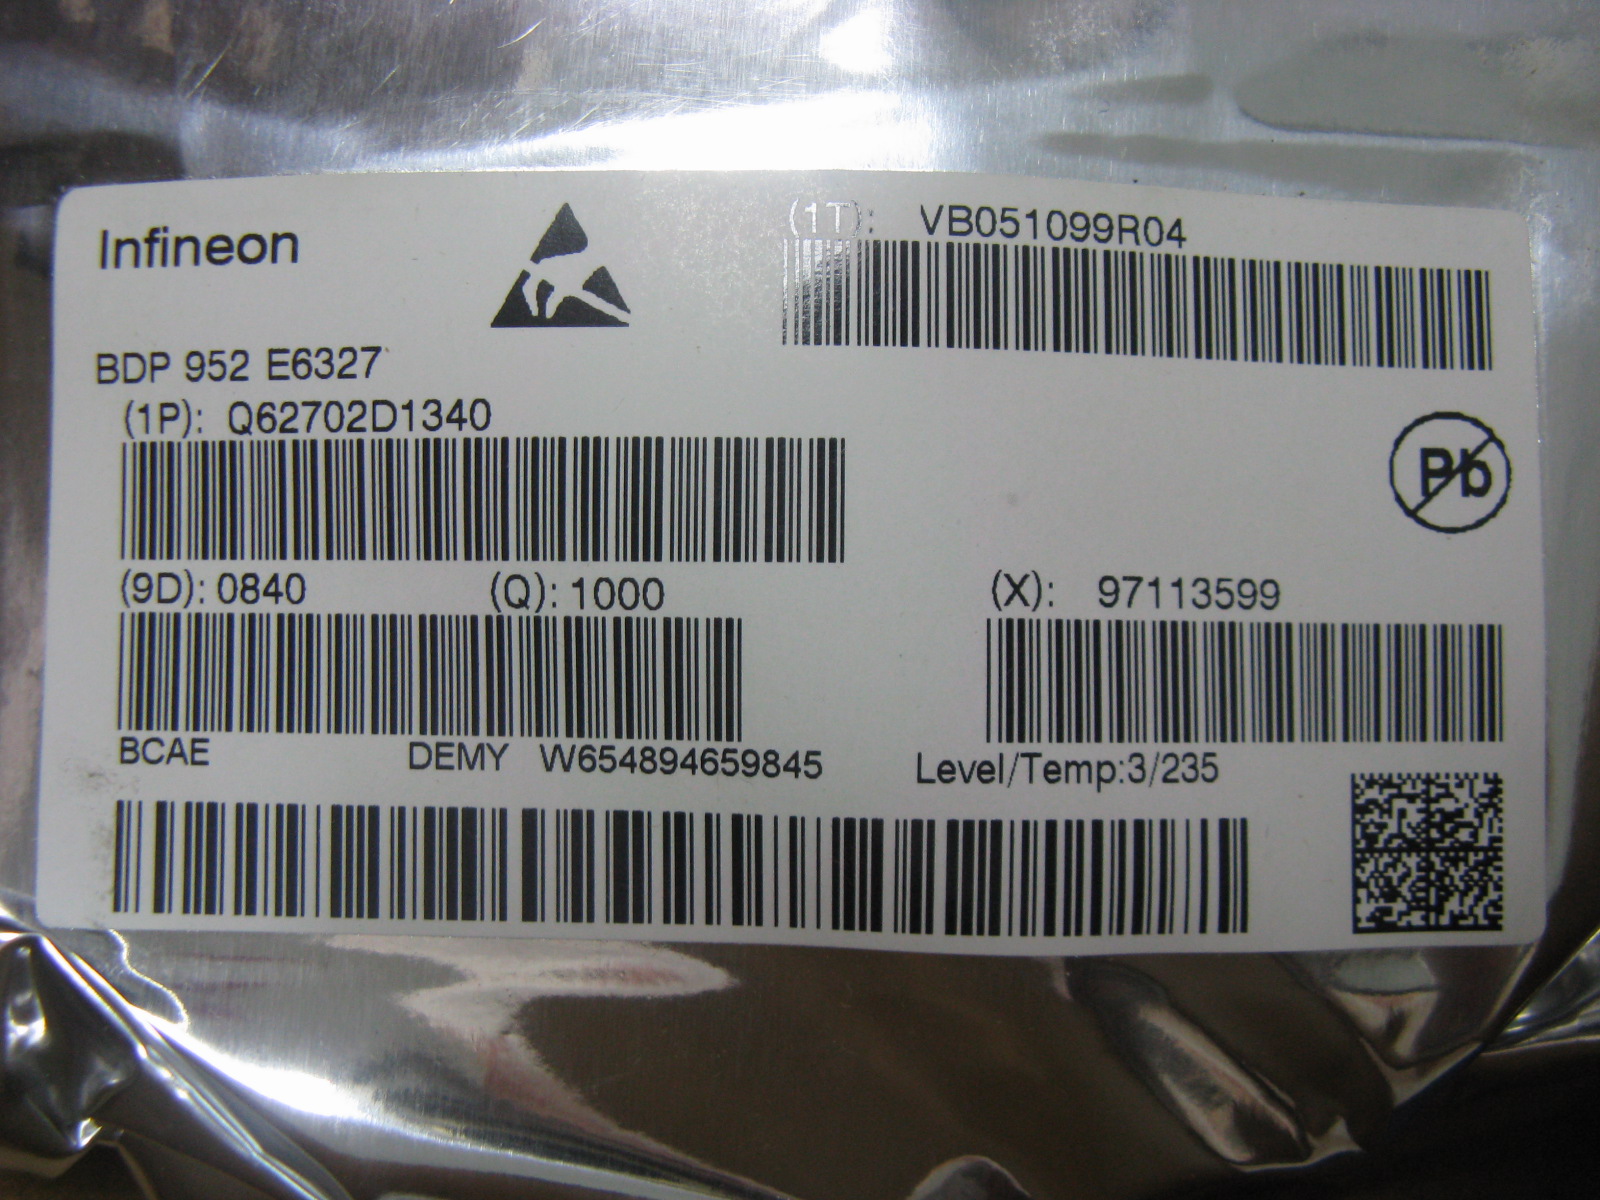 Infineon
(1T): VB051099R04
BDP 952 E6327
(1P): Q62702D1340
Pb
(9D): 0840 (Q): 1000 (X): 97113599
BCAE DEMY W654894659845 Level/Temp:3/235